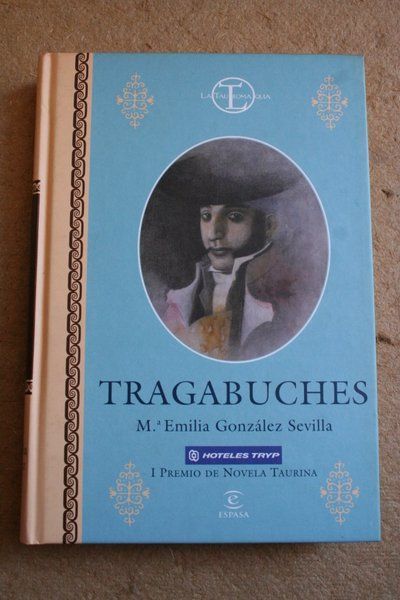 LA TAUROMAQUIA
TRAGABUCHES
M.ª Emilia González Sevilla
HOTELES TRYP
I PREMIO DE NOVELA TAURINA
ESPASA